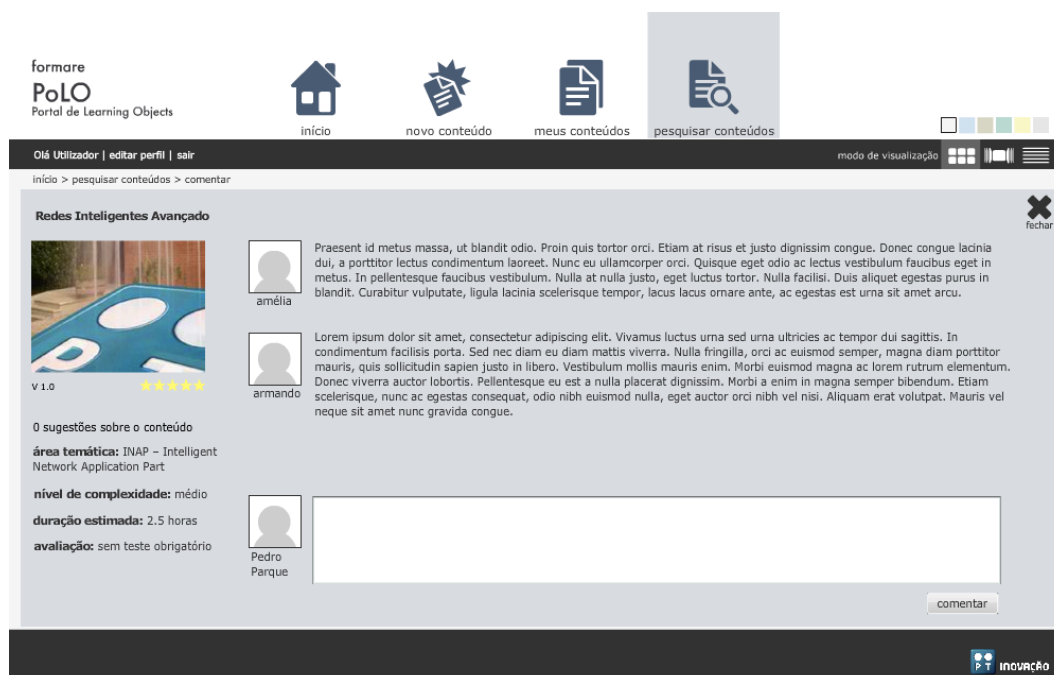 formare
PoLO
Portal de Learning Objects
início
novo conteúdo
meus conteúdos
pesquisar conteúdos
Olá Utilizador | editar perfil | sair
modo de visualização
início > pesquisar conteúdos > comentar
Redes Inteligentes Avançado
fechar
V 1.0
0 sugestões sobre o conteúdo
área temática: INAP – Intelligent
Network Application Part
nível de complexidade: médio
duração estimada: 2.5 horas
avaliação: sem teste obrigatório
amélia
Praesent id metus massa, ut blandit odio. Proin quis tortor orci. Etiam at risus et justo dignissim congue. Donec congue lacinia
dui, a porttitor lectus condimentum laoreet. Nunc eu ullamcorper orci. Quisque eget odio ac lectus vestibulum faucibus eget in
metus. In pellentesque faucibus vestibulum. Nulla at nulla justo, eget luctus tortor. Nulla facilisi. Duis aliquet egestas purus in
blandit. Curabitur vulputate, ligula lacinia scelerisque tempor, lacus lacus ornare ante, ac egestas est urna sit amet arcu.
armando
Lorem ipsum dolor sit amet, consectetur adipiscing elit. Vivamus luctus urna sed urna ultricies ac tempor dui sagittis. In
condimentum facilisis porta. Sed nec diam eu diam mattis viverra. Nulla fringilla, orci ac euismod semper, magna diam porttitor
mauris, quis sollicitudin sapien justo in libero. Vestibulum mollis mauris enim. Morbi euismod magna ac lorem rutrum elementum.
Donec viverra auctor lobortis. Pellentesque eu est a nulla placerat dignissim. Morbi a enim in magna semper bibendum. Etiam
scelerisque, nunc ac egestas consequat, odio nibh euismod nulla, eget auctor orci nibh vel nisi. Aliquam erat volutpat. Mauris vel
neque sit amet nunc gravida congue.
Pedro
Parque
comentar
PT Inovação